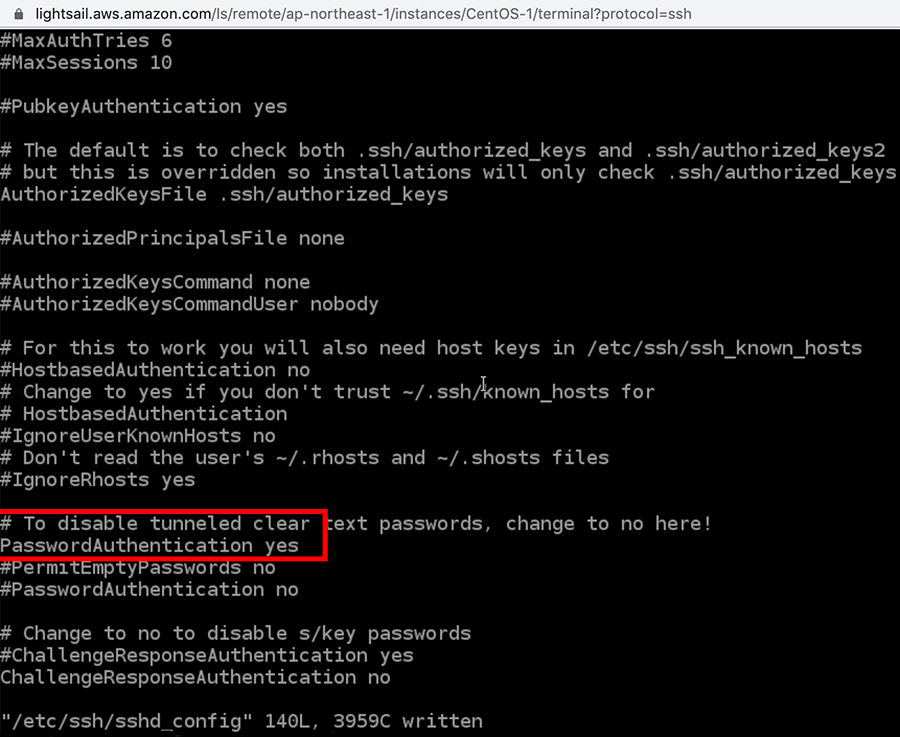 lightsail.aws.amazon.com/ls/remote/ap-northeast-1/instances/CentOS-1/terminal?protocol=ssh
#MaxAuthTries 6
#MaxSessions 10
#PubkeyAuthentication yes
# The default is to check both .ssh/authorized_keys and .ssh/authorized_keys2
# but this is overridden so installations will only check .ssh/authorized_keys
AuthorizedKeysFile .ssh/authorized_keys
#AuthorizedPrincipalsFile none
#AuthorizedKeysCommand none
#AuthorizedKeysCommandUser nobody
# For this to work you will also need host keys in /etc/ssh/ssh_known_hosts
#HostbasedAuthentication no
# Change to yes if you don't trust ~/.ssh/known_hosts for
# HostbasedAuthentication
#IgnoreUserKnownHosts no
# Don't read the user's ~/.rhosts and ~/.shosts files
#IgnoreRhosts yes
# To disable tunneled clear text passwords, change to no here!
PasswordAuthentication yes
#PermitEmptyPasswords no
#PasswordAuthentication no
# Change to no to disable s/key passwords
#ChallengeResponseAuthentication yes
ChallengeResponseAuthentication no
"/etc/ssh/sshd_config" 140L, 3959C written